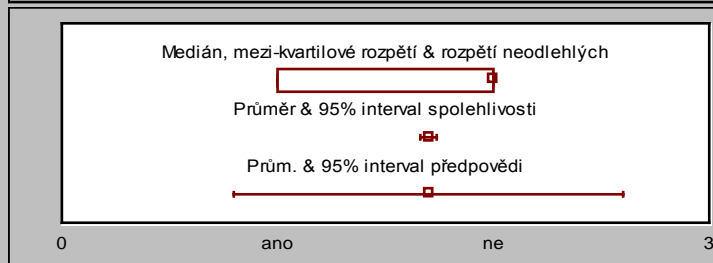 Medián, mezi-kvartilové rozpětí & rozpětí neodlehlých
Průměr & 95% interval spolehlivosti
Prům. & 95% interval předpovědi
0 ano ne 3